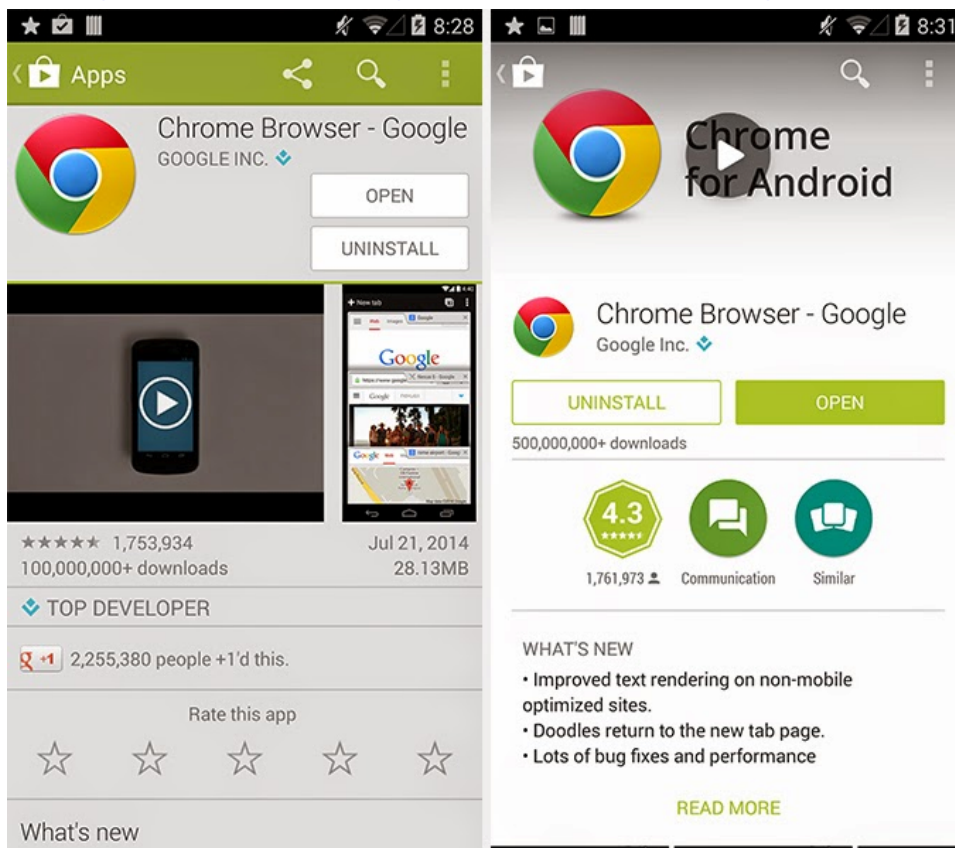 8:28
Apps
Chrome Browser - Google
GOOGLE INC.
OPEN
UNINSTALL
New tab
Google
Web
Google
Google
Google
1,753,934
Jul 21, 2014
100,000,000+ downloads
28.13MB
TOP DEVELOPER
g +1 2,255,380 people +1'd this.
Rate this app
What's new
8:31
Chrome
for Android
Chrome Browser - Google
Google Inc.
UNINSTALL
OPEN
500,000,000+ downloads
4.3
1,761,973
Communication
Similar
WHAT'S NEW
• Improved text rendering on non-mobile
optimized sites.
• Doodles return to the new tab page.
• Lots of bug fixes and performance
READ MORE